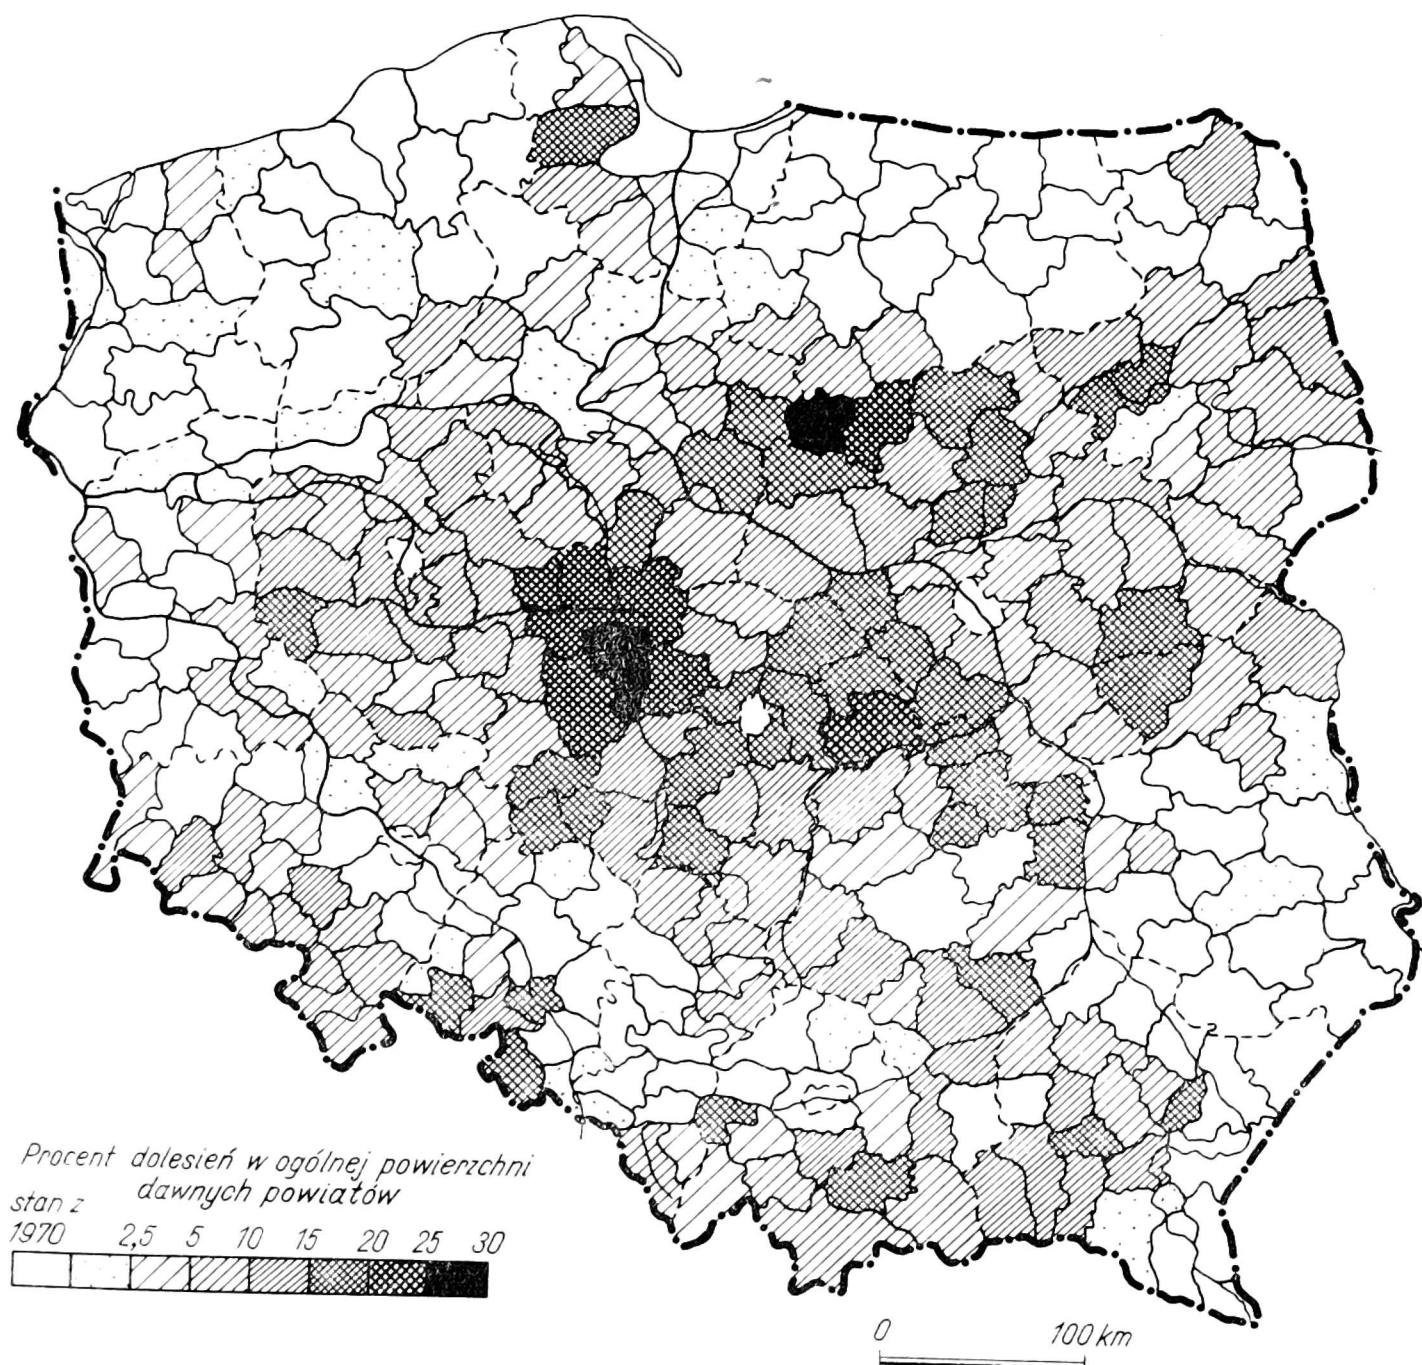 Procent dolesień w ogólnej powierzchni
dawnych powiatów
stan z
1970 2,5 5 10 15 20 25 30
0 100 km